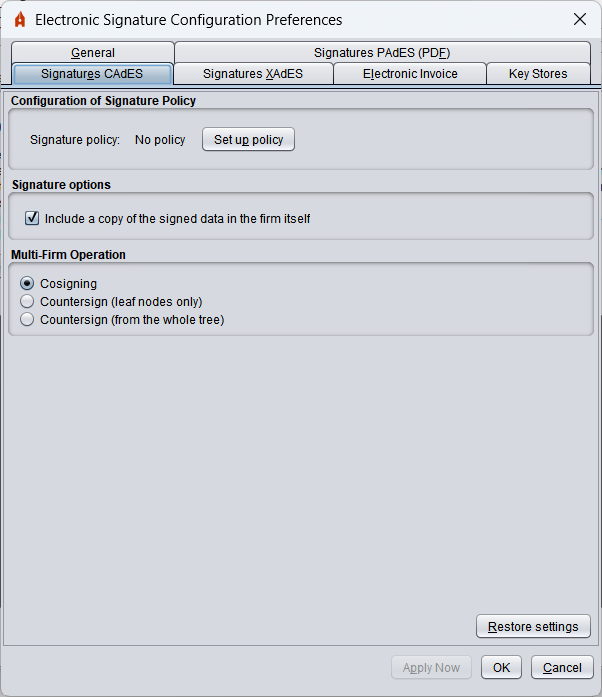 Electronic Signature Configuration Preferences
General
Signatures PAdES (PDF)
Signatures CAdES
Signatures XAdES
Electronic Invoice
Key Stores
Configuration of Signature Policy
Signature policy: No policy Set up policy
Signature options
Include a copy of the signed data in the firm itself
Multi-Firm Operation
Cosigning
Countersign (leaf nodes only)
Countersign (from the whole tree)
Restore settings
Apply Now OK Cancel